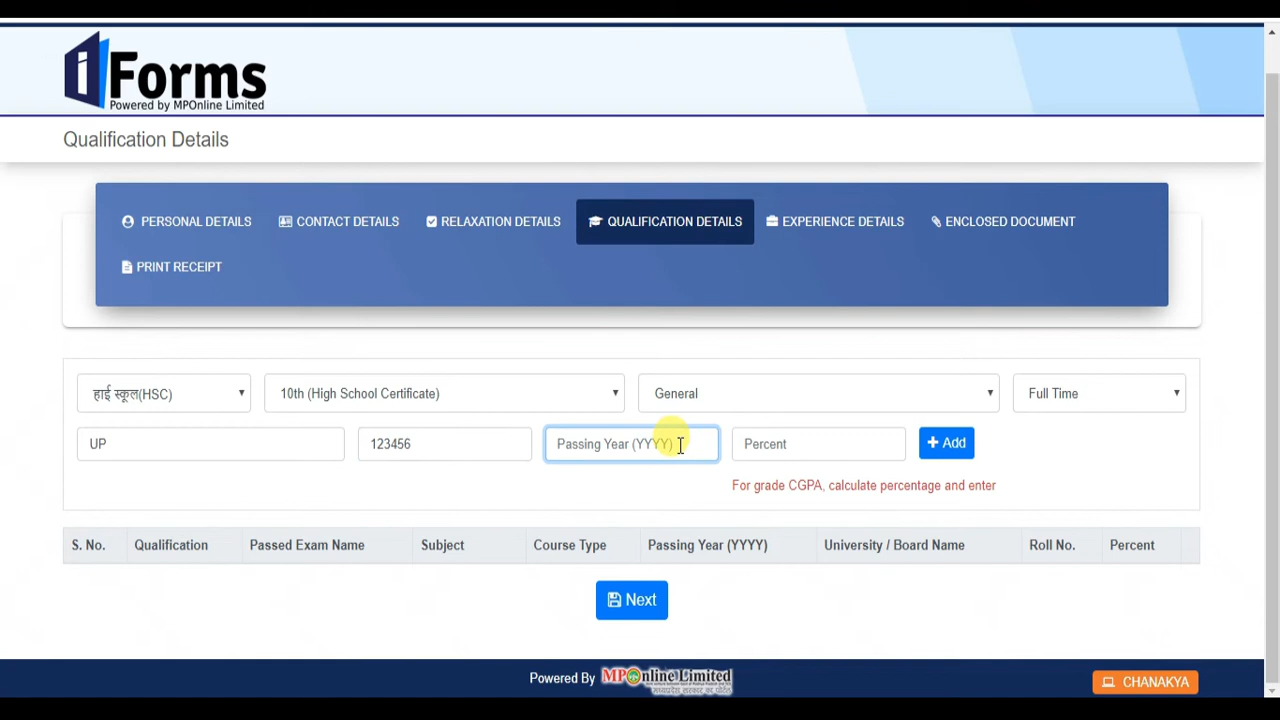 iForms
Powered by MPOnline Limited
Qualification Details
PERSONAL DETAILS CONTACT DETAILS RELAXATION DETAILS QUALIFICATION DETAILS EXPERIENCE DETAILS ENCLOSED DOCUMENT
PRINT RECEIPT
हाई स्कूल(HSC) 10th (High School Certificate) General Full Time
UP 123456 Passing Year (YYYY) Percent + Add
For grade CGPA, calculate percentage and enter
S. No. Qualification Passed Exam Name Subject Course Type Passing Year (YYYY) University / Board Name Roll No. Percent
Next
Powered By MPOnline Limited
CHANAKYA